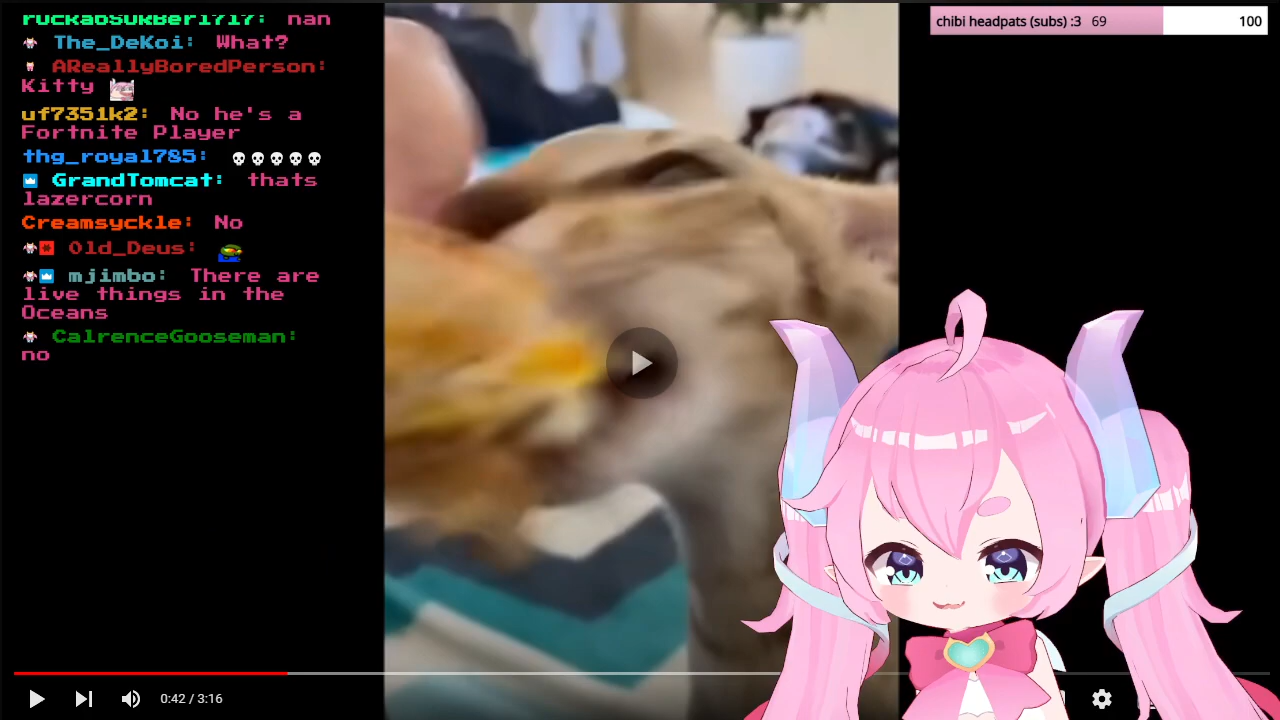 ruckabsukber1717: nan
The_DeKoi: What?
AReallyBoredPerson:
Kitty
uf7351k2: No he's a
Fortnite Player
thg_royal785: 💀💀💀💀💀
GrandTomcat: thats
lazercorn
Creamsyckle: No
Old_Deus:
mjimbo: There are
live things in the
Oceans
CalrenceGooseman:
no
chibi headpats (subs) :3 69 100
0:42 / 3:16